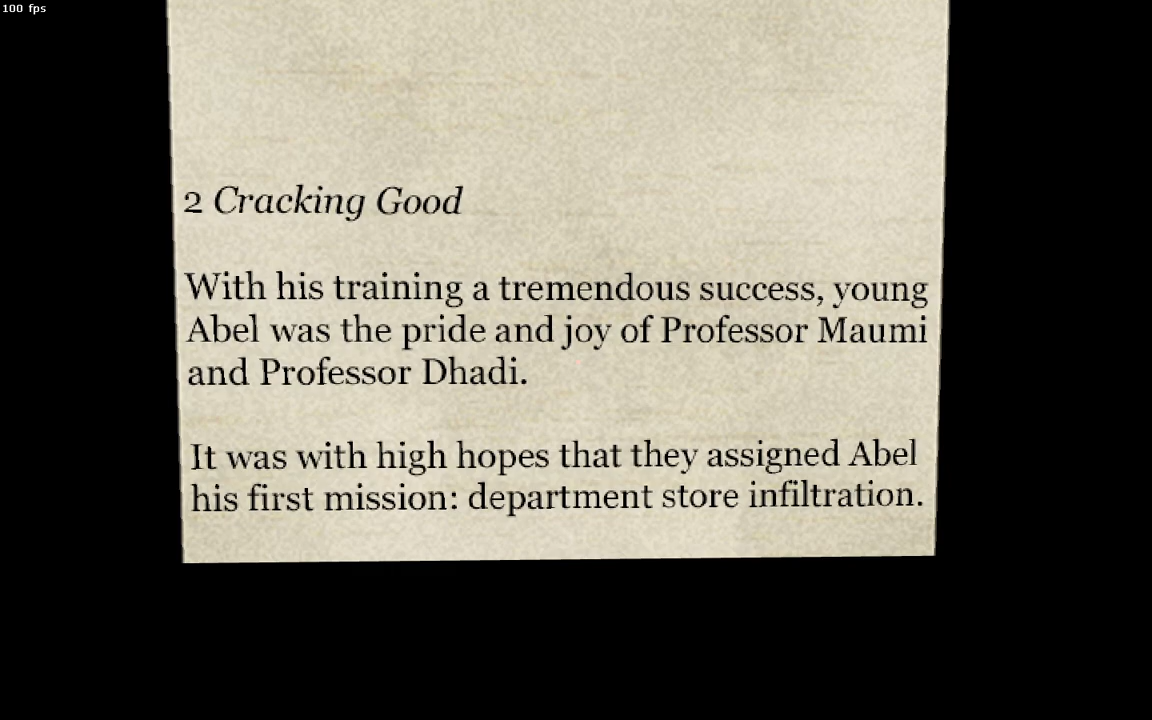 100 fps
2 Cracking Good
With his training a tremendous success, young
Abel was the pride and joy of Professor Maumi
and Professor Dhadi.
It was with high hopes that they assigned Abel
his first mission: department store infiltration.